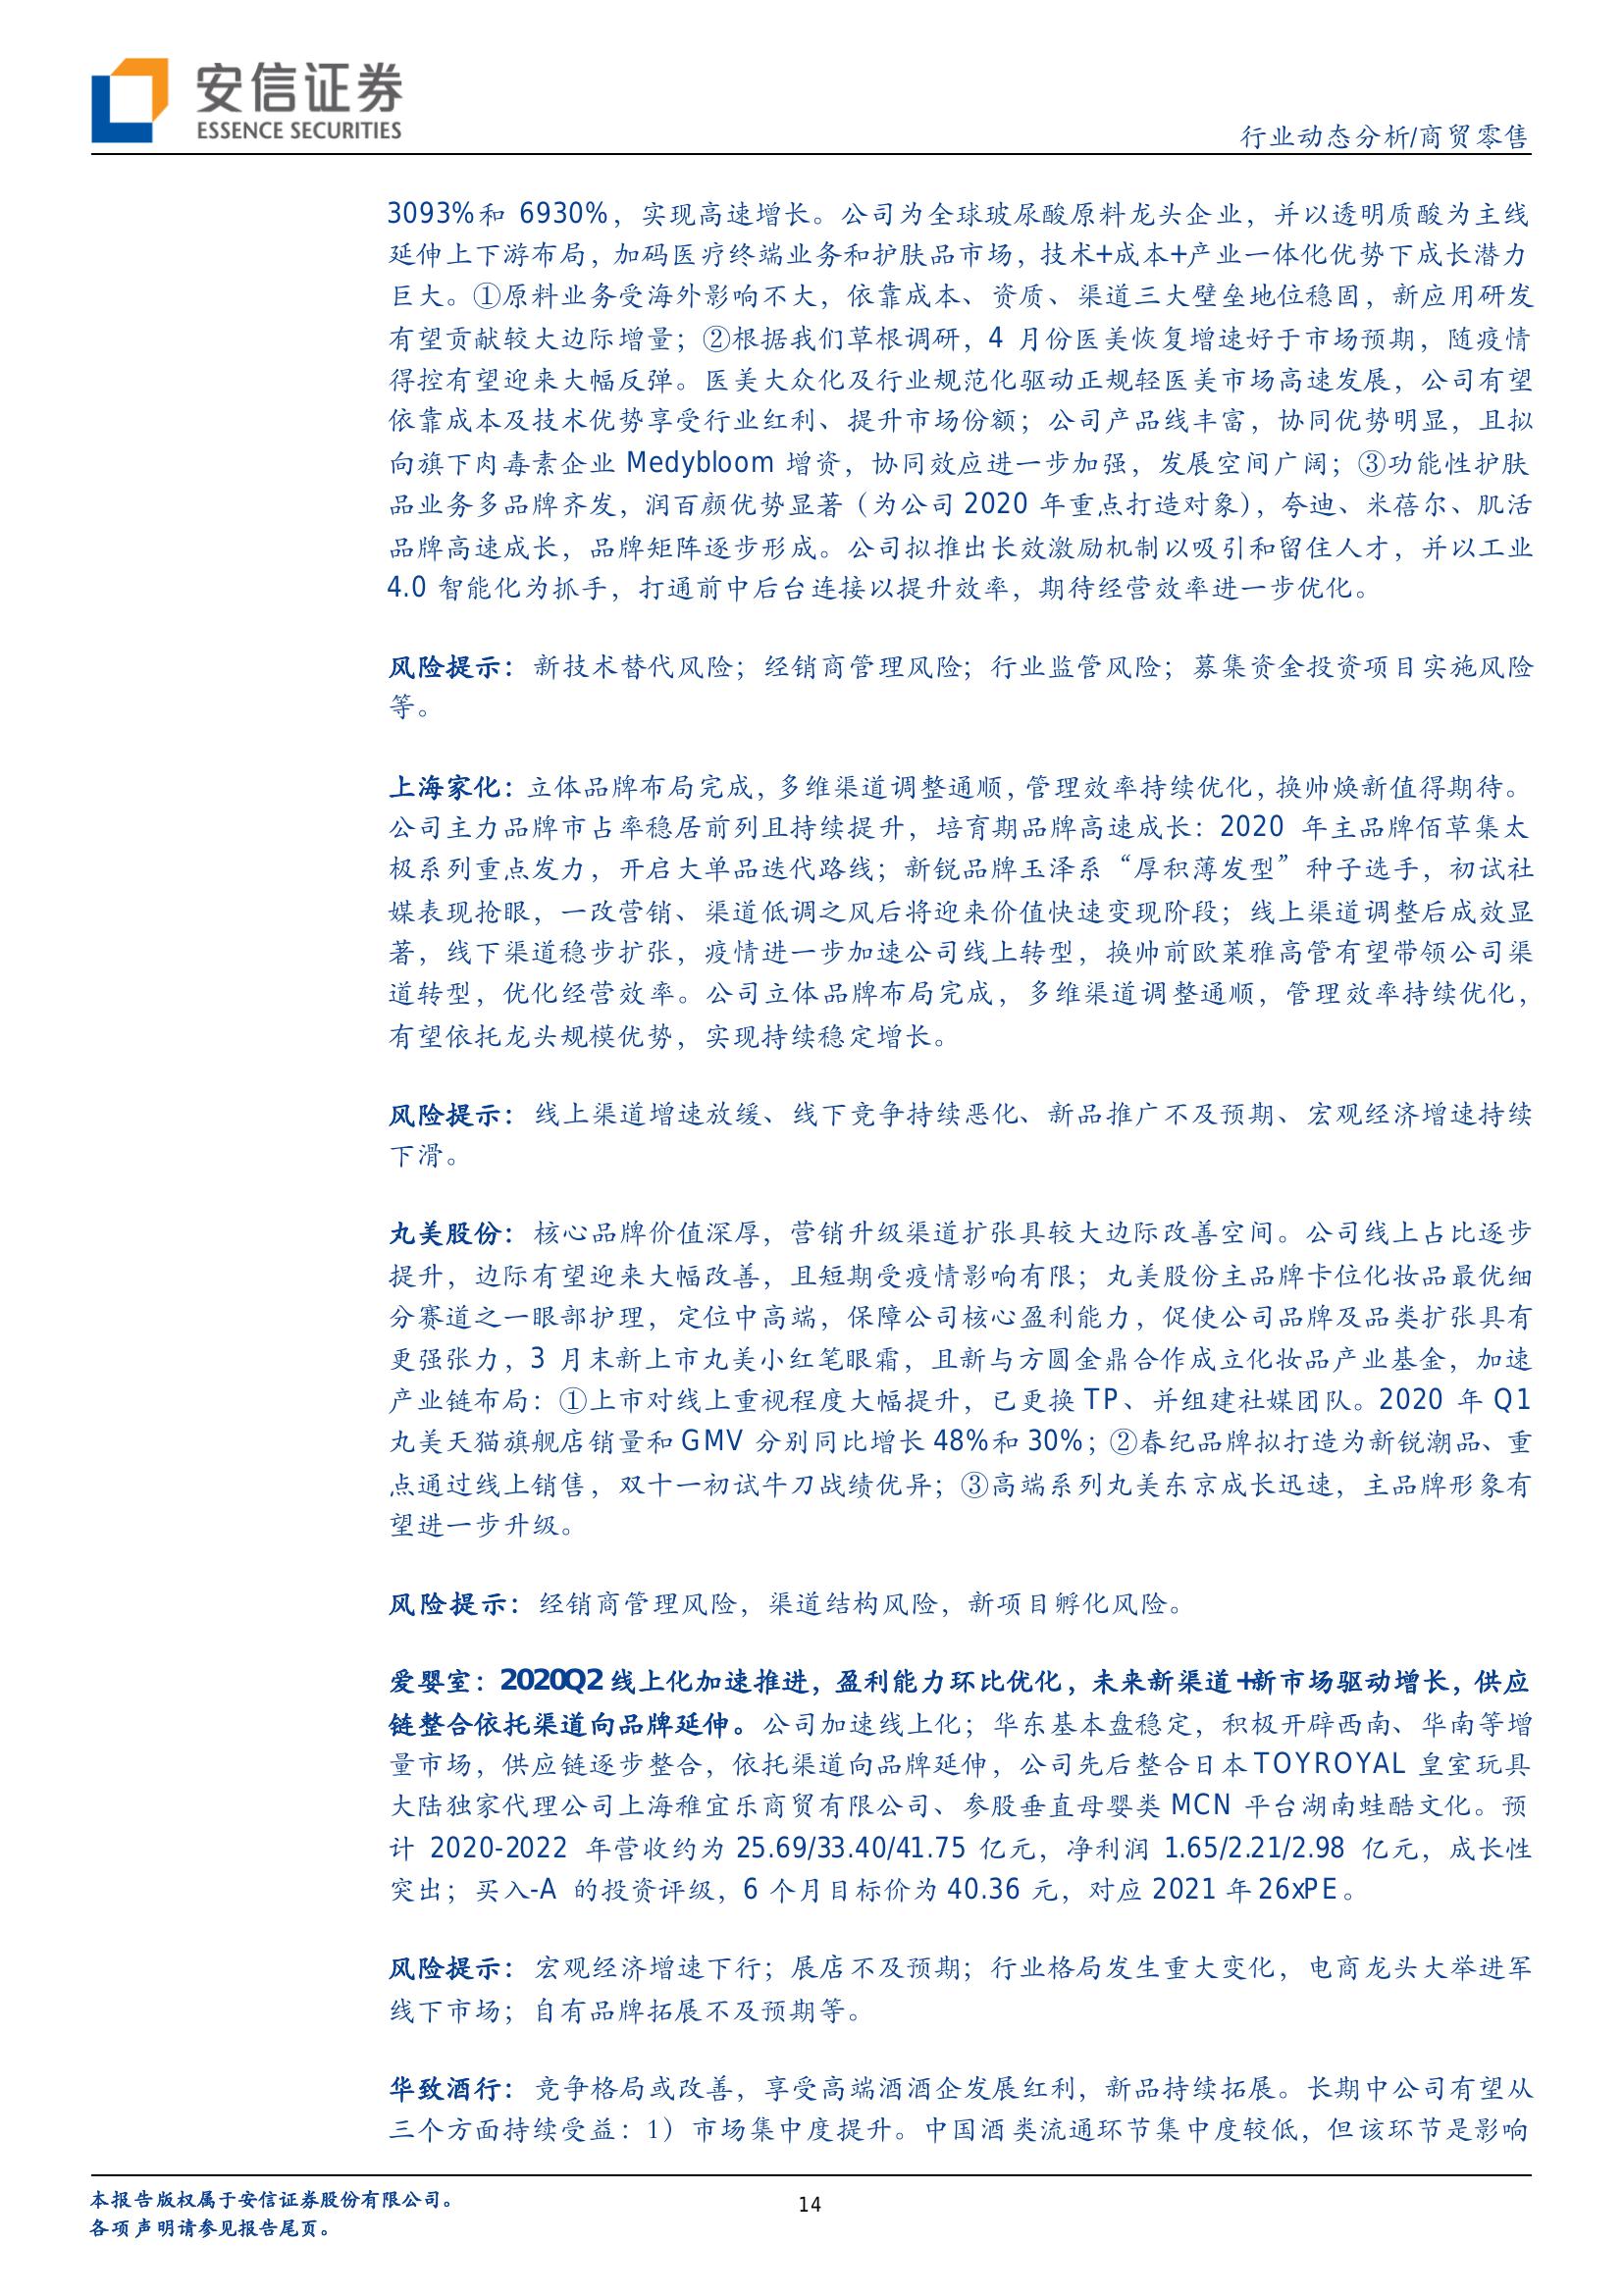 安信证券
ESSENCE SECURITIES
行业动态分析/商贸零售
3093%和 6930%，实现高速增长。公司为全球玻尿酸原料龙头企业，并以透明质酸为主线
延伸上下游布局，加码医疗终端业务和护肤品市场，技术+成本+产业一体化优势下成长潜力
巨大。①原料业务受海外影响不大，依靠成本、资质、渠道三大壁垒地位稳固，新应用研发
有望贡献较大边际增量；②根据我们草根调研，4 月份医美恢复增速好于市场预期，随疫情
得控有望迎来大幅反弹。医美大众化及行业规范化驱动正规轻医美市场高速发展，公司有望
依靠成本及技术优势享受行业红利、提升市场份额；公司产品线丰富，协同优势明显，且拟
向旗下肉毒素企业 Medybloom 增资，协同效应进一步加强，发展空间广阔；③功能性护肤
品业务多品牌齐发，润百颜优势显著（为公司 2020 年重点打造对象），夸迪、米蓓尔、肌活
品牌高速成长，品牌矩阵逐步形成。公司拟推出长效激励机制以吸引和留住人才，并以工业
4.0 智能化为抓手，打通前中后台连接以提升效率，期待经营效率进一步优化。
风险提示：新技术替代风险；经销商管理风险；行业监管风险；募集资金投资项目实施风险
等。
上海家化：立体品牌布局完成，多维渠道调整通顺，管理效率持续优化，换帅焕新值得期待。
公司主力品牌市占率稳居前列且持续提升，培育期品牌高速成长：2020 年主品牌佰草集太
极系列重点发力，开启大单品迭代路线；新锐品牌玉泽系“厚积薄发型”种子选手，初试社
媒表现抢眼，一改营销、渠道低调之风后将迎来价值快速变现阶段；线上渠道调整后成效显
著，线下渠道稳步扩张，疫情进一步加速公司线上转型，换帅前欧莱雅高管有望带领公司渠
道转型，优化经营效率。公司立体品牌布局完成，多维渠道调整通顺，管理效率持续优化，
有望依托龙头规模优势，实现持续稳定增长。
风险提示：线上渠道增速放缓、线下竞争持续恶化、新品推广不及预期、宏观经济增速持续
下滑。
丸美股份：核心品牌价值深厚，营销升级渠道扩张具较大边际改善空间。公司线上占比逐步
提升，边际有望迎来大幅改善，且短期受疫情影响有限；丸美股份主品牌卡位化妆品最优细
分赛道之一眼部护理，定位中高端，保障公司核心盈利能力，促使公司品牌及品类扩张具有
更强张力，3 月末新上市丸美小红笔眼霜，且新与方圆金鼎合作成立化妆品产业基金，加速
产业链布局：①上市对线上重视程度大幅提升，已更换 TP、并组建社媒团队。2020 年 Q1
丸美天猫旗舰店销量和 GMV 分别同比增长 48%和 30%；②春纪品牌拟打造为新锐潮品、重
点通过线上销售，双十一初试牛刀战绩优异；③高端系列丸美东京成长迅速，主品牌形象有
望进一步升级。
风险提示：经销商管理风险，渠道结构风险，新项目孵化风险。
爱婴室：2020Q2 线上化加速推进，盈利能力环比优化，未来新渠道+新市场驱动增长，供应
链整合依托渠道向品牌延伸。公司加速线上化；华东基本盘稳定，积极开辟西南、华南等增
量市场，供应链逐步整合，依托渠道向品牌延伸，公司先后整合日本 TOYROYAL 皇室玩具
大陆独家代理公司上海稚宜乐商贸有限公司、参股垂直母婴类 MCN 平台湖南蛙酷文化。预
计 2020-2022 年营收约为 25.69/33.40/41.75 亿元，净利润 1.65/2.21/2.98 亿元，成长性
突出；买入-A 的投资评级，6 个月目标价为 40.36 元，对应 2021 年 26xPE。
风险提示：宏观经济增速下行；展店不及预期；行业格局发生重大变化，电商龙头大举进军
线下市场；自有品牌拓展不及预期等。
华致酒行：竞争格局或改善，享受高端酒酒企发展红利，新品持续拓展。长期中公司有望从
三个方面持续受益：1）市场集中度提升。中国酒类流通环节集中度较低，但该环节是影响
本报告版权属于安信证券股份有限公司。
各项声明请参见报告尾页。
14